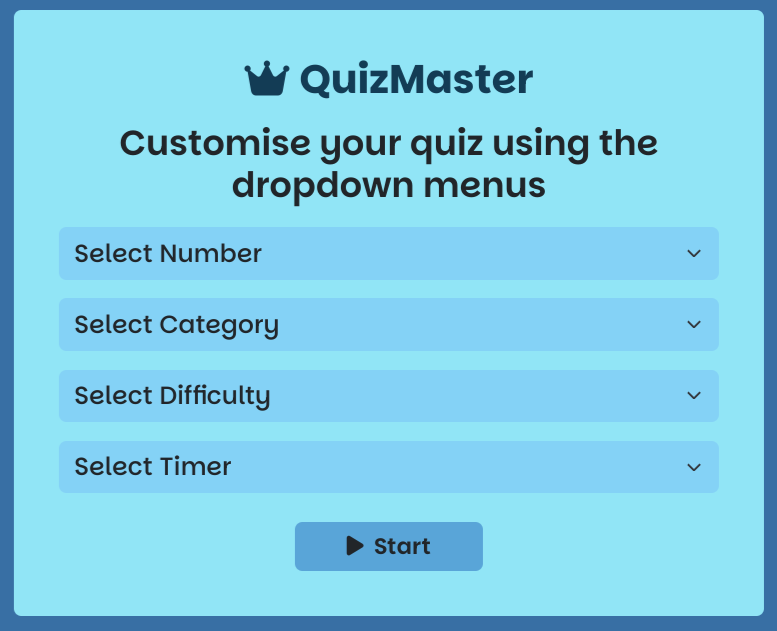 QuizMaster
Customise your quiz using the
dropdown menus
Select Number
Select Category
Select Difficulty
Select Timer
Start